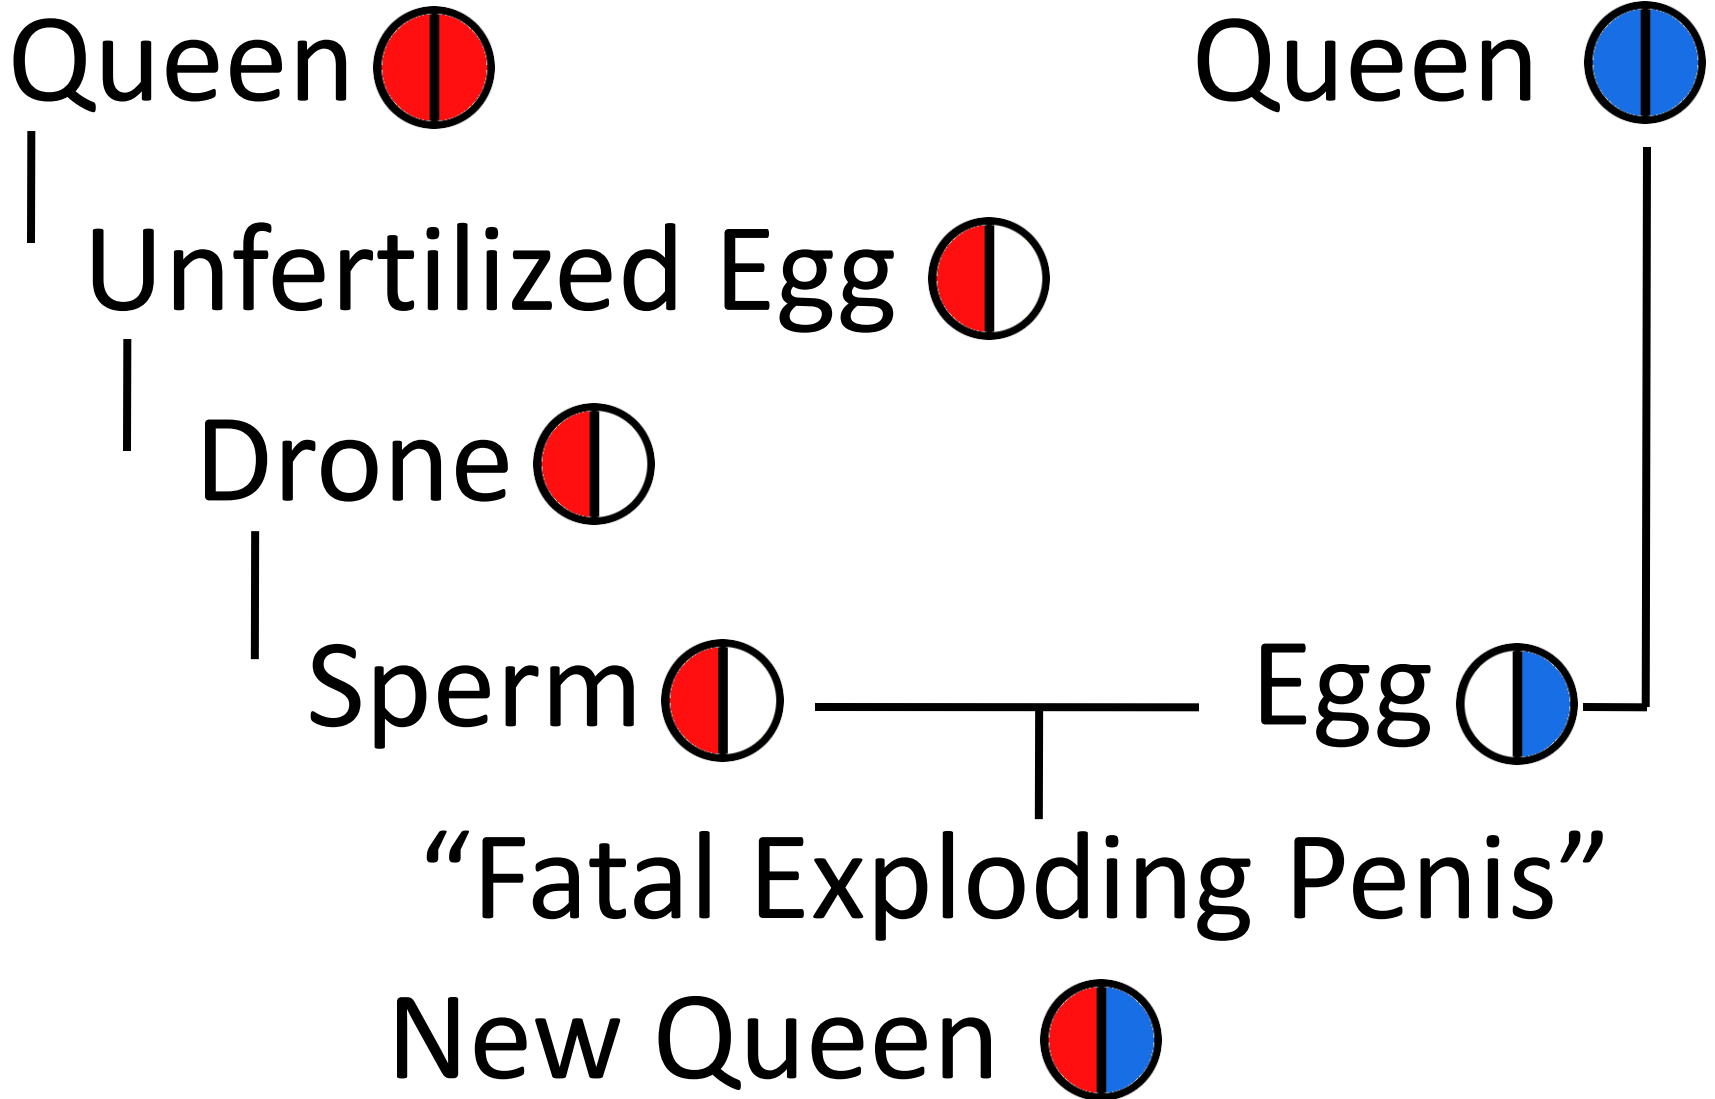 Queen
Queen
Unfertilized Egg
Drone
Sperm
Egg
“Fatal Exploding Penis”
New Queen